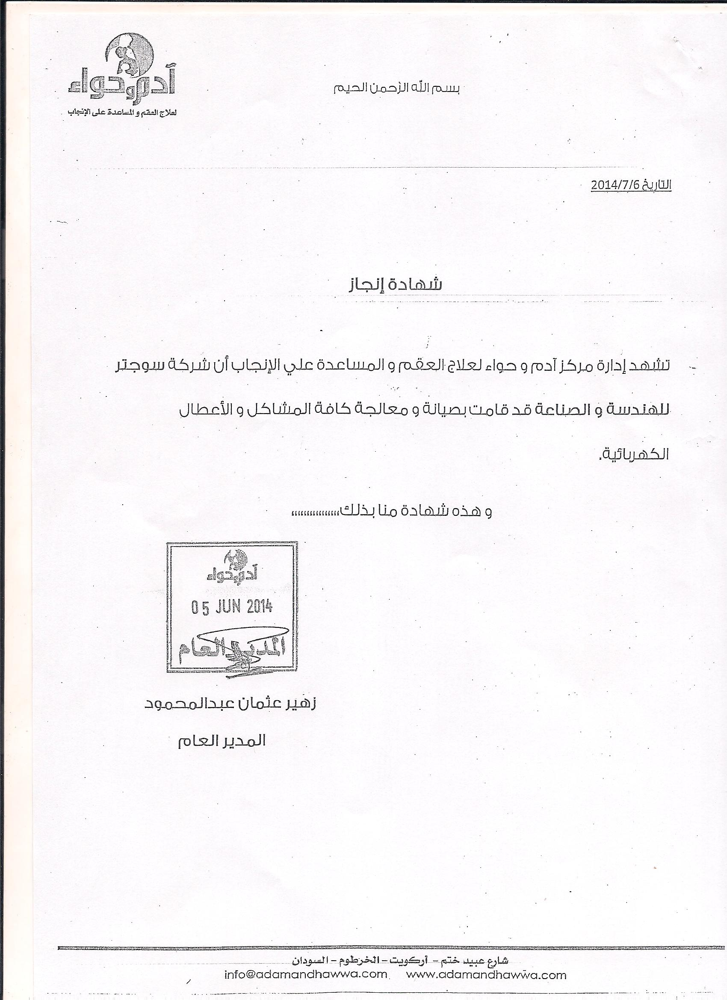 آدم وحواء
لعلاج العقم و المساعدة على الإنجاب
بسم الله الرحمن الحيم
التاريخ 2014/7/6
شهادة إنجاز
تشهد إدارة مركز آدم و حواء لعلاج العقم و المساعدة علي الإنجاب أن شركة سوجتر
للهندسة و الصناعة قد قامت بصيانة و معالجة كافة المشاكل و الأعطال
الكهربائية.
و هذه شهادة منا بذلك،،،،،،،،،،،،،،،،
آدم وحواء
05 JUN 2014
المدير العام
زهير عثمان عبدالمحمود
المدير العام
شارع عبيد ختم - أركويت - الخرطوم - السودان
info@adamandhawwa.com www.adamandhawwa.com